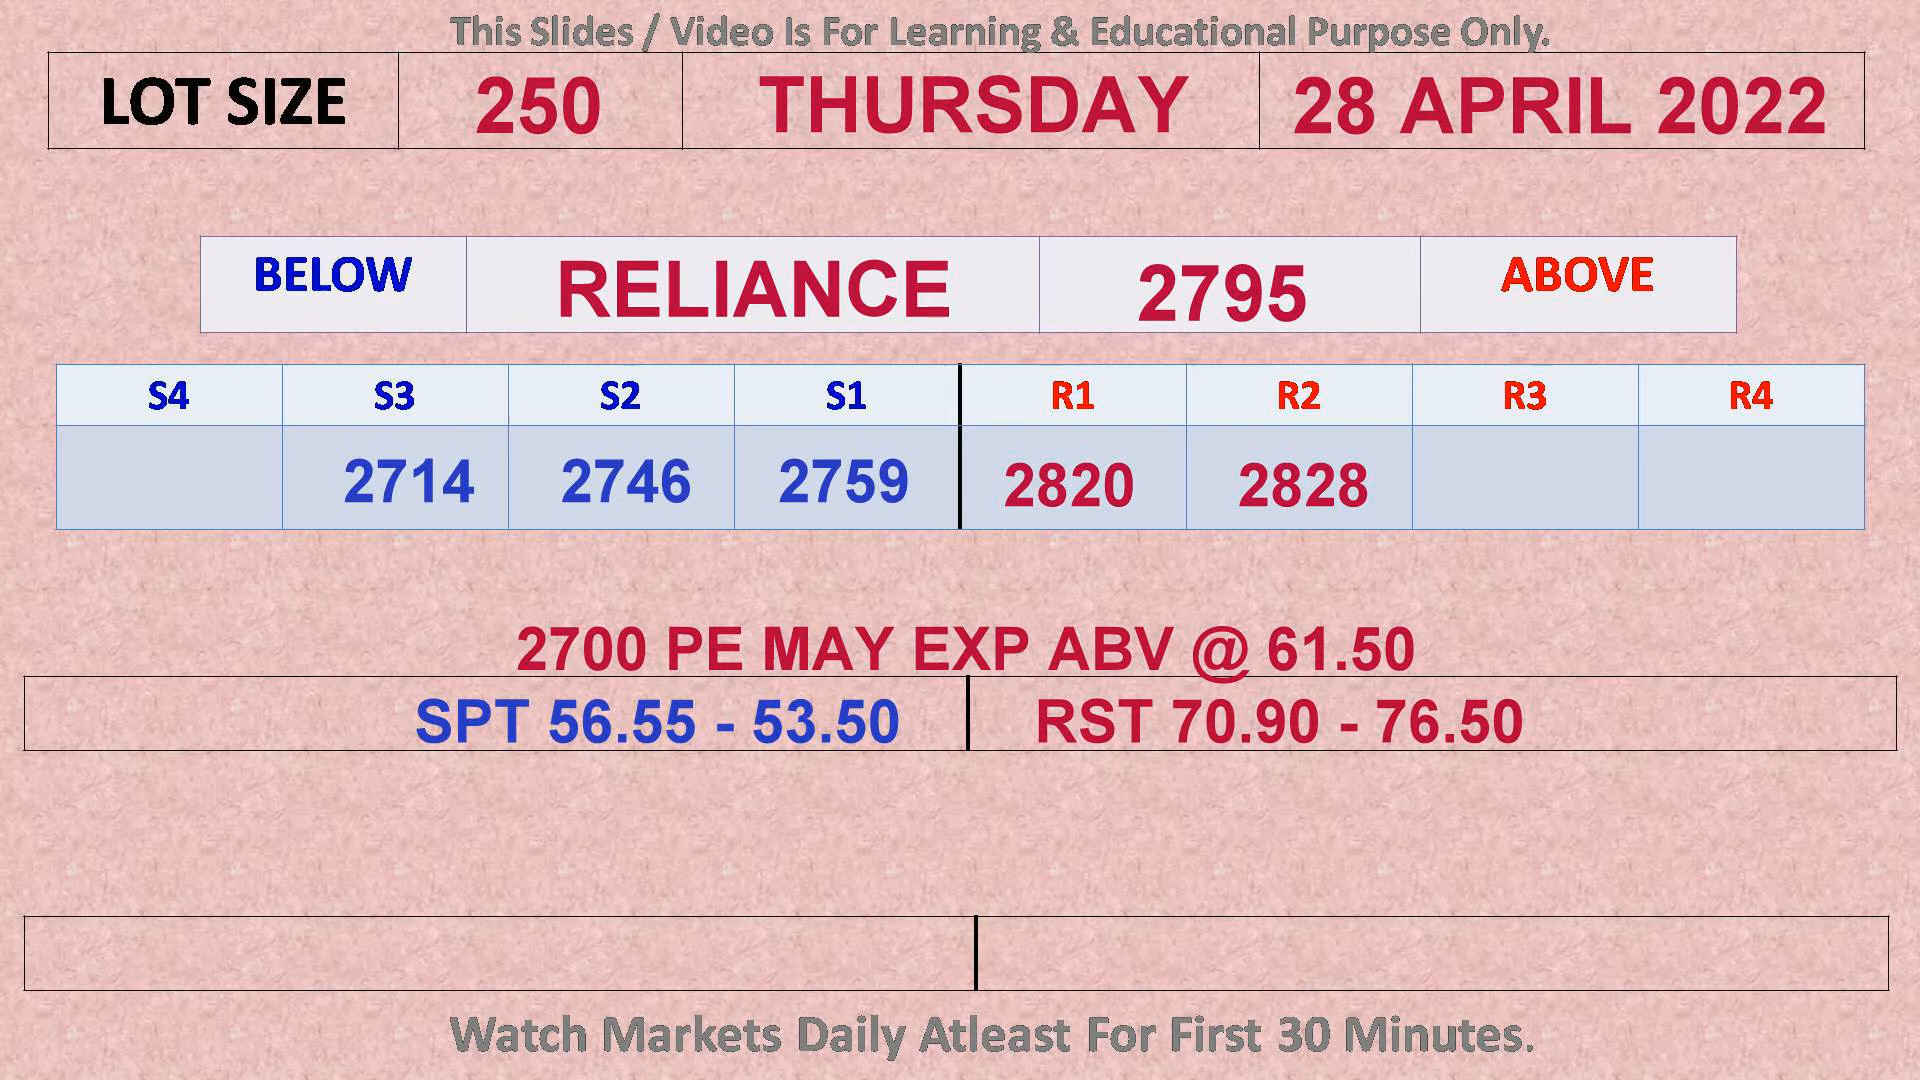 This Slides / Video Is For Learning & Educational Purpose Only.
LOT SIZE 250 THURSDAY 28 APRIL 2022
BELOW RELIANCE 2795 ABOVE
S4 S3 S2 S1 R1 R2 R3 R4
2714 2746 2759 2820 2828
2700 PE MAY EXP ABV @ 61.50
SPT 56.55 - 53.50 RST 70.90 - 76.50
Watch Markets Daily Atleast For First 30 Minutes.